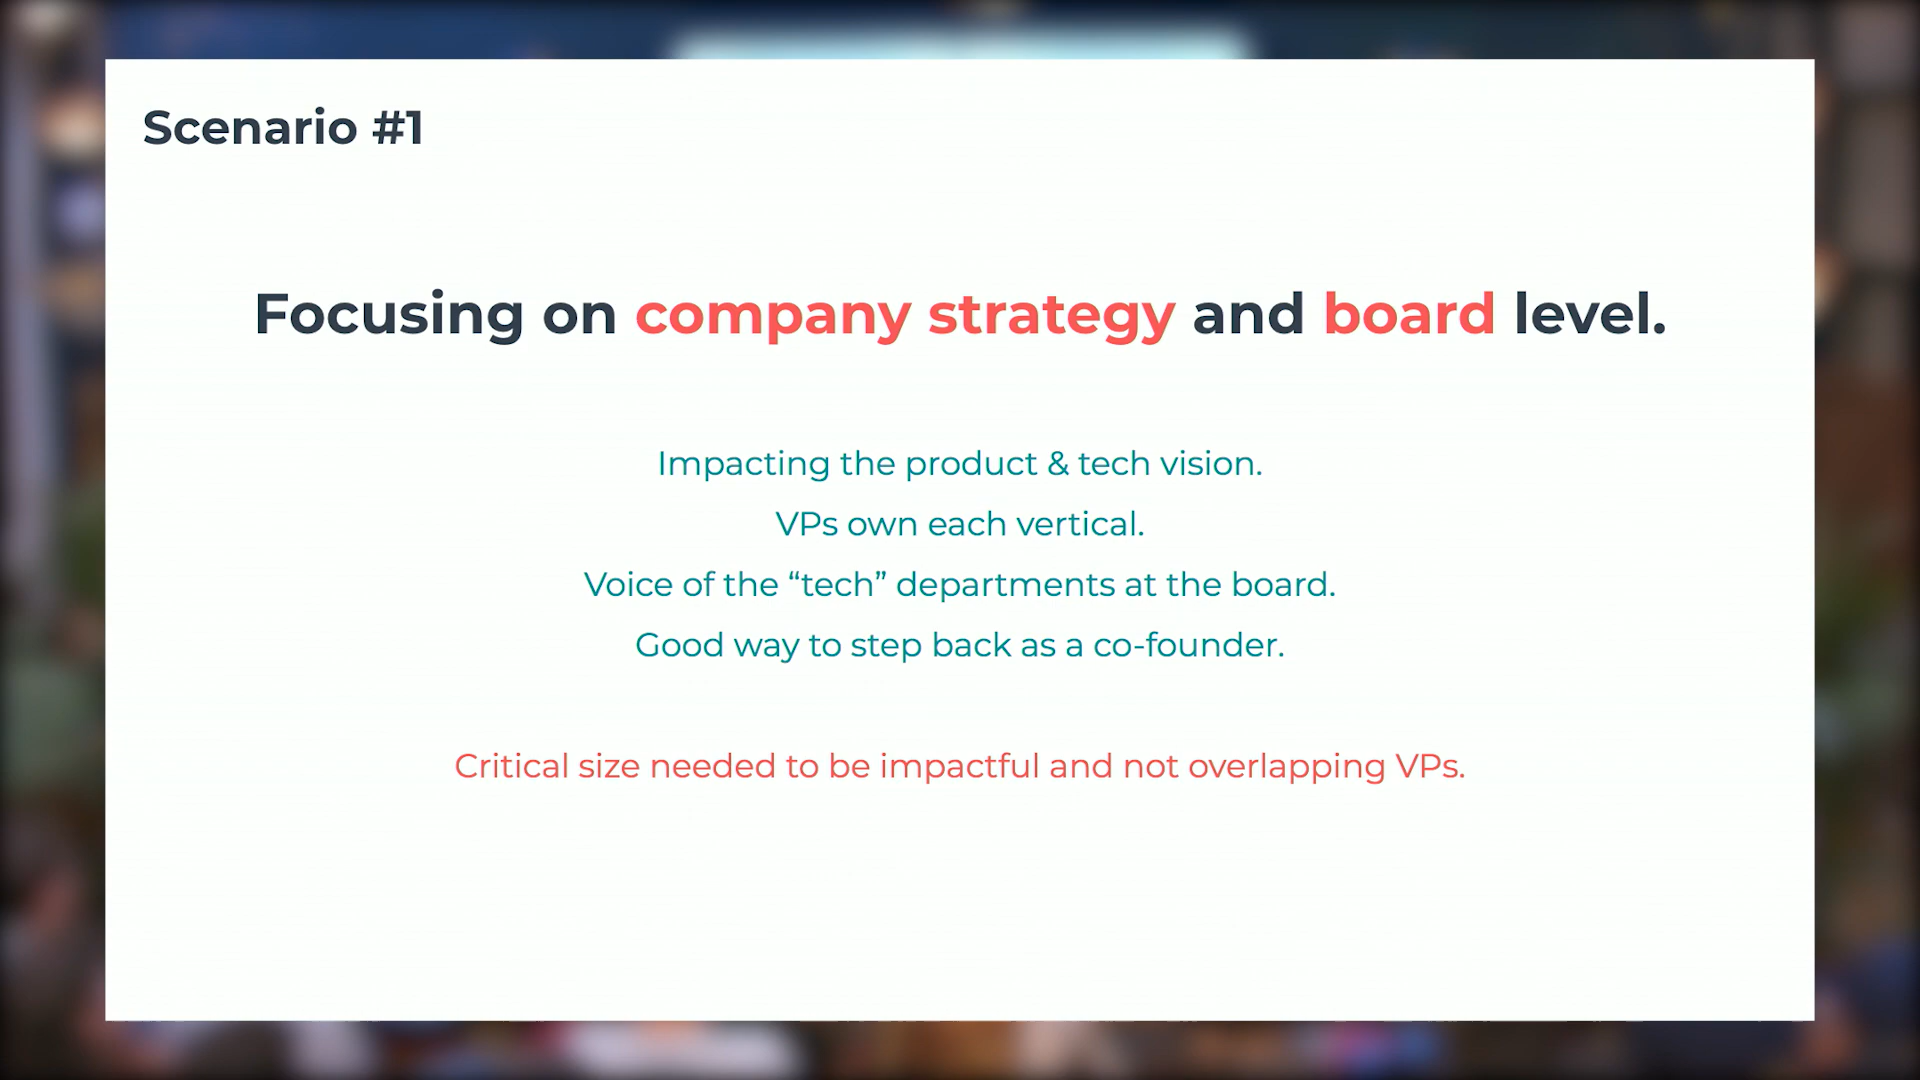 Scenario #1
Focusing on company strategy and board level.
Impacting the product & tech vision.
VPs own each vertical.
Voice of the “tech” departments at the board.
Good way to step back as a co-founder.
Critical size needed to be impactful and not overlapping VPs.